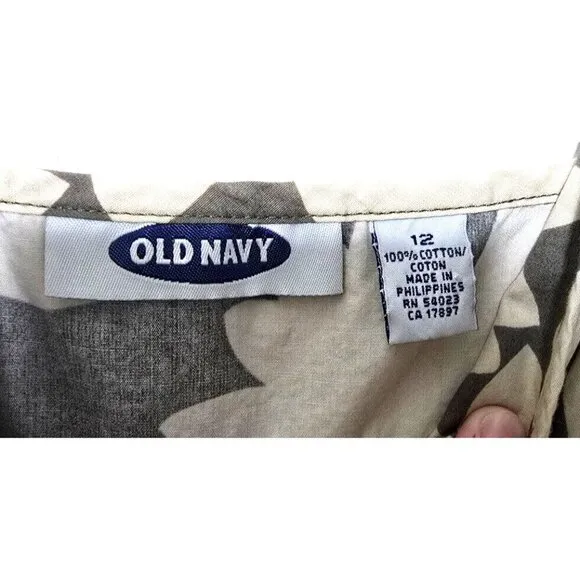 OLD NAVY
12
100% COTTON/
COTON
MADE IN
PHILIPPINES
RN 54023
CA 17897